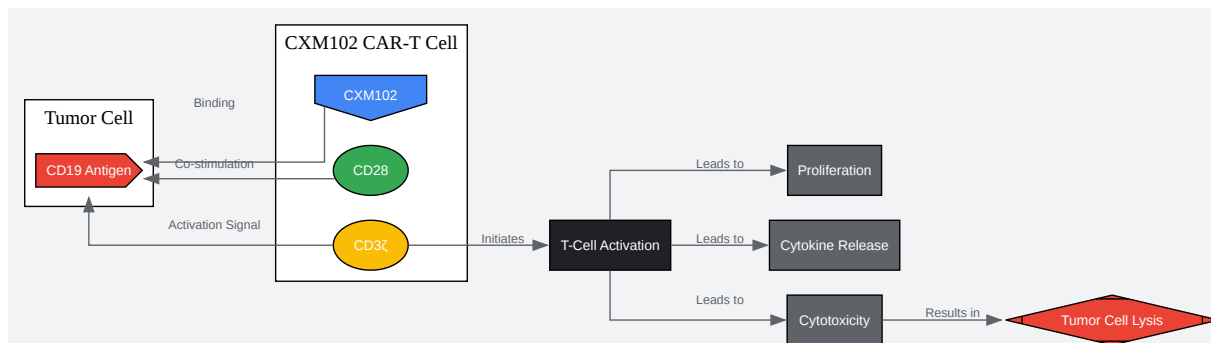 CXM102 CAR-T Cell
CXM102
Binding
Tumor Cell
CD19 Antigen
Co-stimulation
CD28
Activation Signal
CD3ζ
Initiates
T-Cell Activation
Leads to
Proliferation
Leads to
Cytokine Release
Leads to
Cytotoxicity
Results in
Tumor Cell Lysis